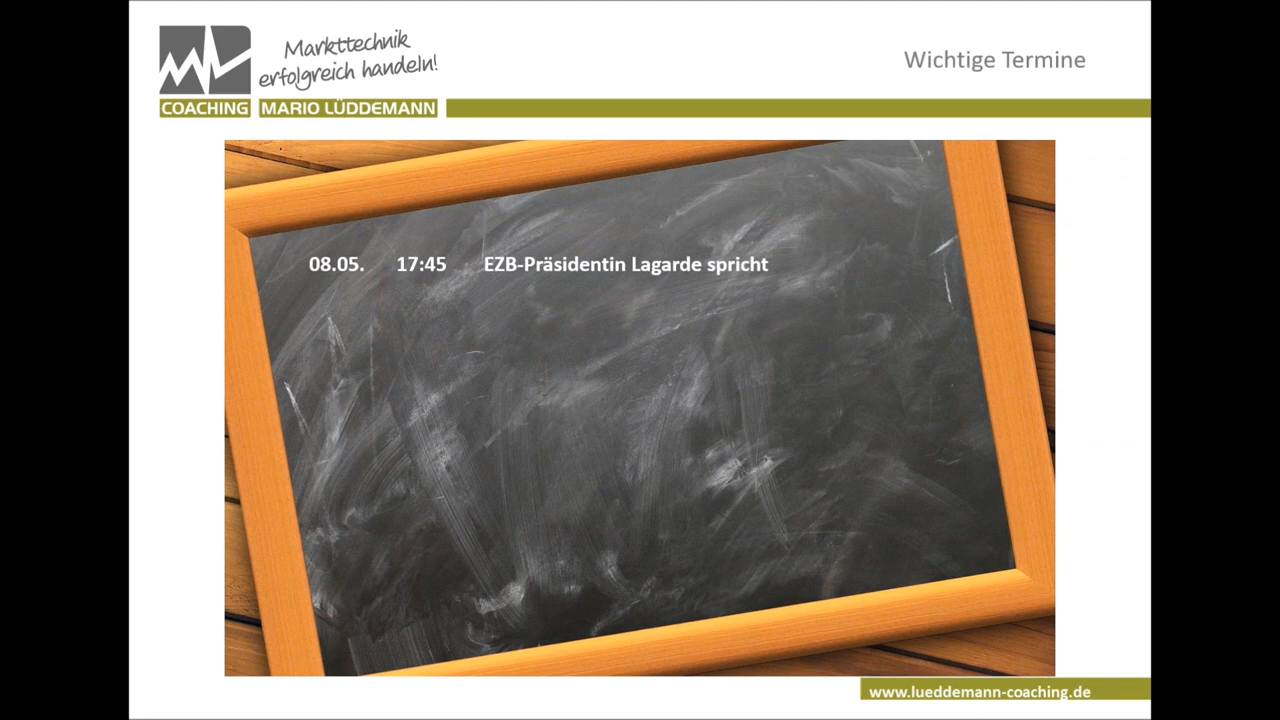 Markttechnik
erfolgreich handeln!
COACHING MARIO LÜDDEMANN
Wichtige Termine
08.05. 17:45 EZB-Präsidentin Lagarde spricht
www.lueddemann-coaching.de